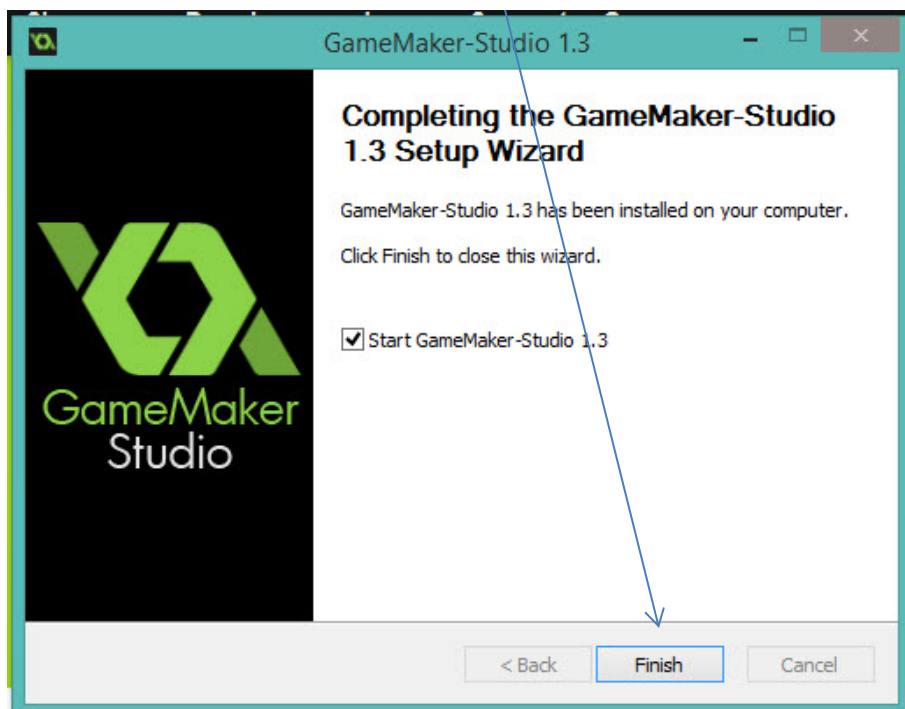 GameMaker-Studio 1.3
Completing the GameMaker-Studio
1.3 Setup Wizard
GameMaker-Studio 1.3 has been installed on your computer.
Click Finish to close this wizard.
Start GameMaker-Studio 1.3
GameMaker
Studio
< Back
Finish
Cancel